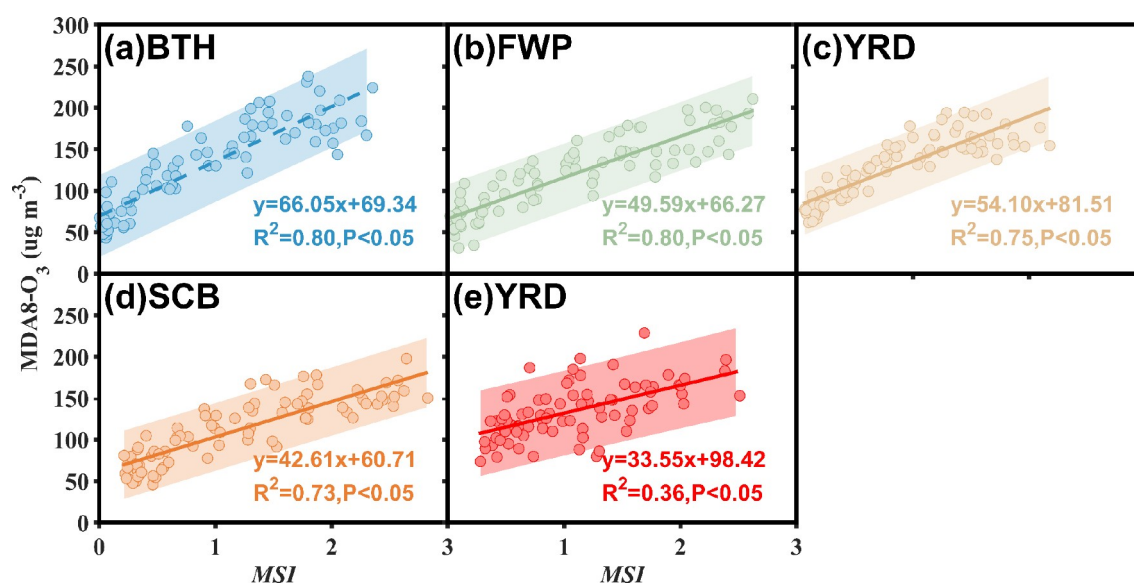 MDA8-O3 (ug m-3)
300
250
200
150
100
50
0
(a)BTH
y=66.05x+69.34
R2=0.80,P<0.05
(b)FWP
y=49.59x+66.27
R2=0.80,P<0.05
(c)YRD
y=54.10x+81.51
R2=0.75,P<0.05
250
200
150
100
50
0
(d)SCB
y=42.61x+60.71
R2=0.73,P<0.05
(e)YRD
y=33.55x+98.42
R2=0.36,P<0.05
0 1 2 3 1 2 3
MSI MSI